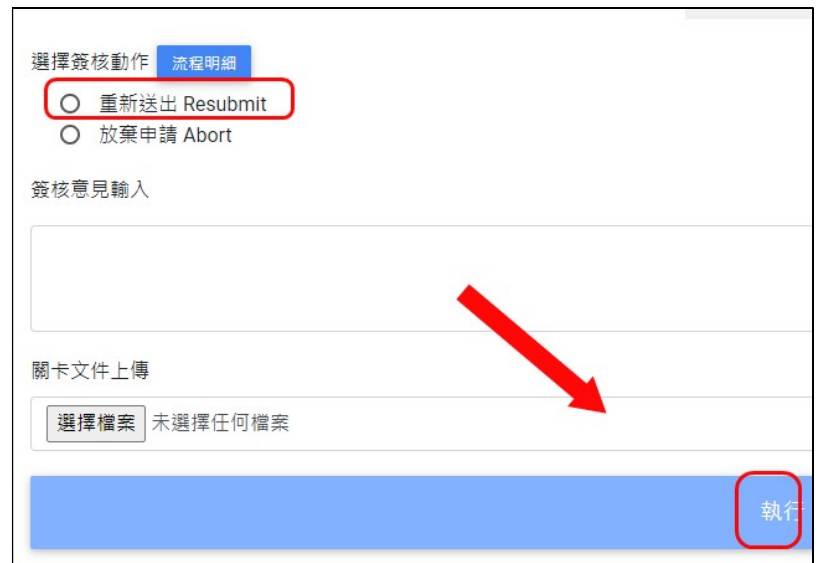 選擇簽核動作 流程明細
重新送出 Resubmit
放棄申請 Abort
簽核意見輸入
關卡文件上傳
選擇檔案 未選擇任何檔案
執行